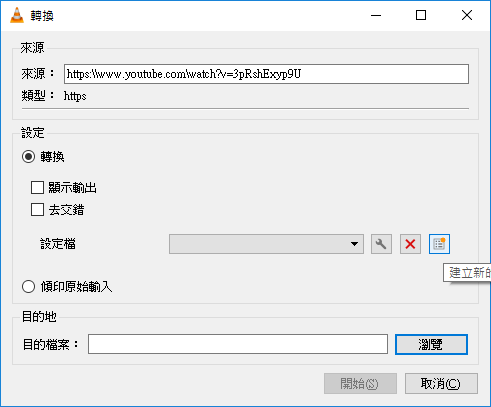 轉換
來源
來源：
https:\\www.youtube.com\watch?v=3pRshExyp9U
類型：
https
設定
轉換
顯示輸出
去交錯
設定檔
建立新的
傾印原始輸入
目的地
目的檔案：
瀏覽
開始(S)
取消(C)